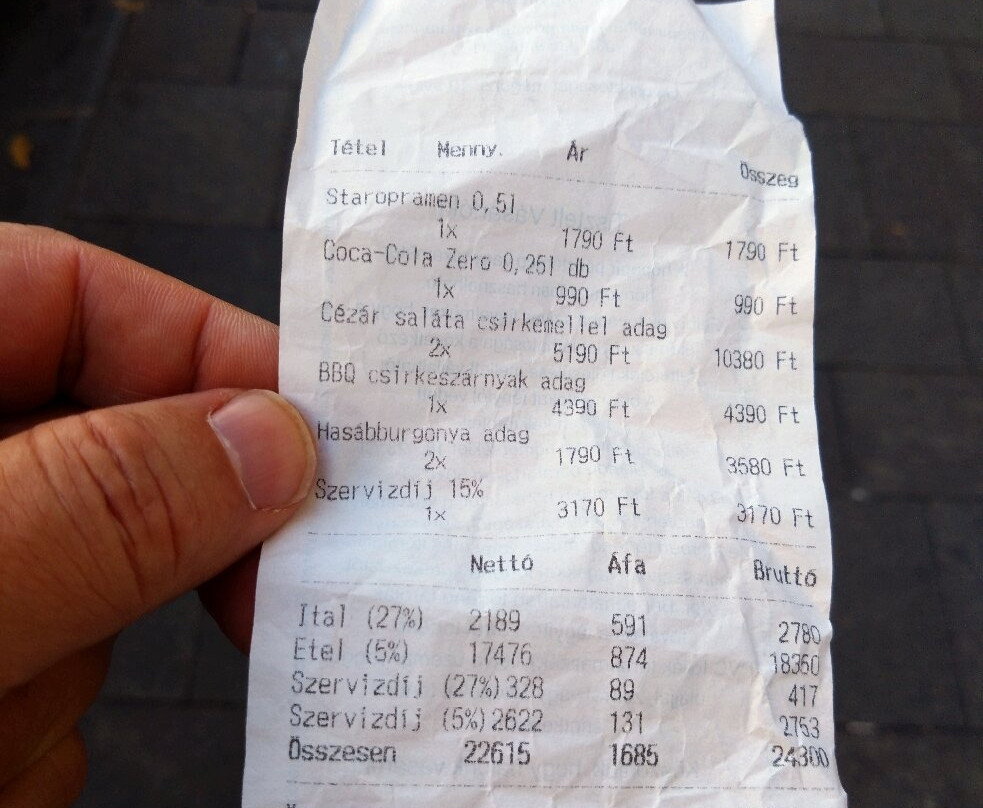 Tétel Menny. Ár Összeg
Staropramen 0,5l
1x 1790 Ft 1790 Ft
Coca-Cola Zero 0,25l db
1x 990 Ft 990 Ft
Cézár saláta csirkemellel adag
2x 5190 Ft 10380 Ft
BBQ csirkeszárnyak adag
1x 4390 Ft 4390 Ft
Hasábburgonya adag
2x 1790 Ft 3580 Ft
Szervizdíj 15%
1x 3170 Ft 3170 Ft
Nettó Áfa Bruttó
Ital (27%) 2189 591 2780
Étel (5%) 17476 874 18350
Szervizdíj (27%) 328 89 417
Szervizdíj (5%) 2622 131 2753
Összesen 22615 1685 24300